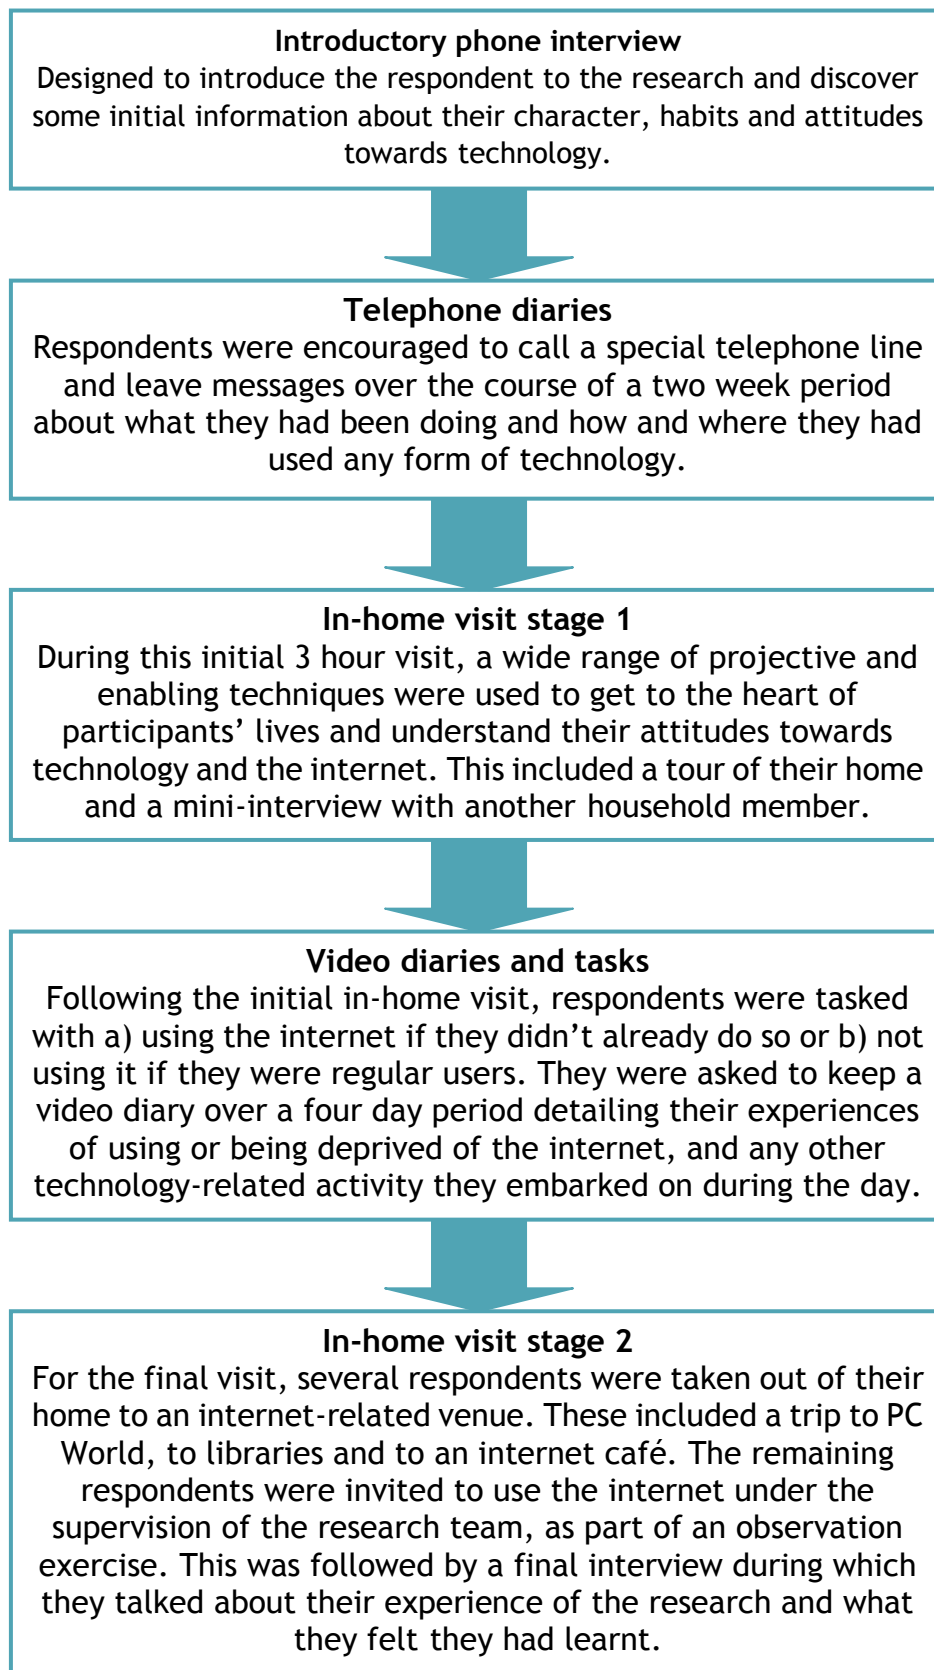 Introductory phone interview
Designed to introduce the respondent to the research and discover
some initial information about their character, habits and attitudes
towards technology.
Telephone diaries
Respondents were encouraged to call a special telephone line
and leave messages over the course of a two week period
about what they had been doing and how and where they had
used any form of technology.
In-home visit stage 1
During this initial 3 hour visit, a wide range of projective and
enabling techniques were used to get to the heart of
participants’ lives and understand their attitudes towards
technology and the internet. This included a tour of their home
and a mini-interview with another household member.
Video diaries and tasks
Following the initial in-home visit, respondents were tasked
with a) using the internet if they didn’t already do so or b) not
using it if they were regular users. They were asked to keep a
video diary over a four day period detailing their experiences
of using or being deprived of the internet, and any other
technology-related activity they embarked on during the day.
In-home visit stage 2
For the final visit, several respondents were taken out of their
home to an internet-related venue. These included a trip to PC
World, to libraries and to an internet café. The remaining
respondents were invited to use the internet under the
supervision of the research team, as part of an observation
exercise. This was followed by a final interview during which
they talked about their experience of the research and what
they felt they had learnt.